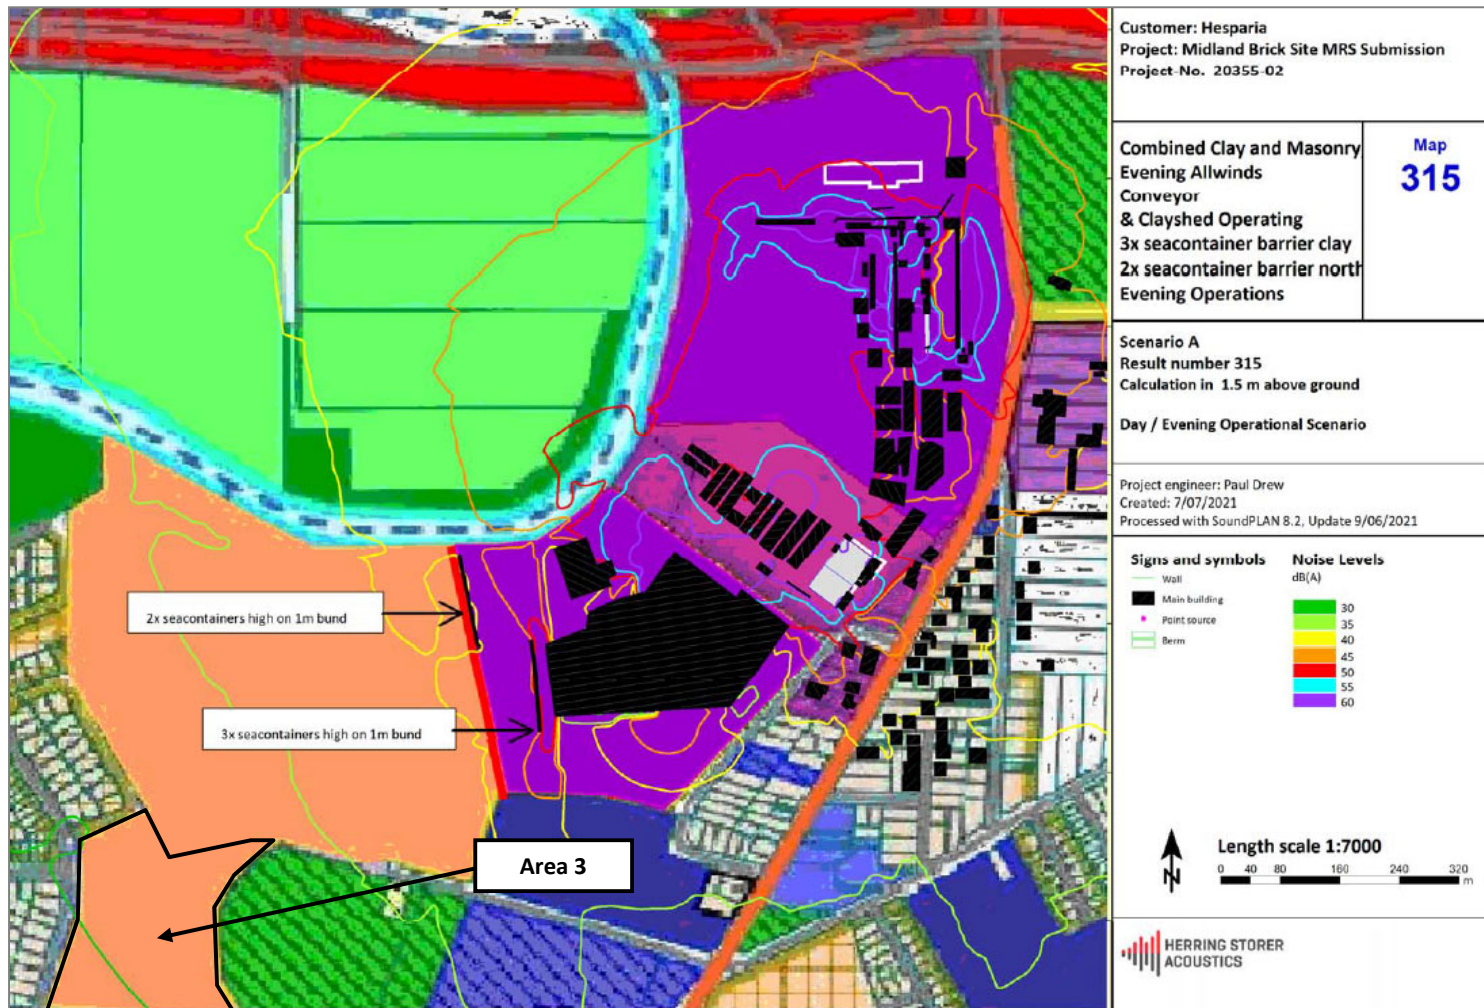 Customer: Hesparia
Project: Midland Brick Site MRS Submission
Project-No. 20355-02
Combined Clay and Masonry
Evening Allwinds
Conveyor
& Clayshed Operating
3x seacontainer barrier clay
2x seacontainer barrier north
Evening Operations
Map
315
Scenario A
Result number 315
Calculation in 1.5 m above ground
Day / Evening Operational Scenario
Project engineer: Paul Drew
Created: 7/07/2021
Processed with SoundPLAN 8.2, Update 9/06/2021
Signs and symbols
Wall
Main building
Point source
Berm
Noise Levels
dB(A)
30
35
40
45
50
55
60
2x seacontainers high on 1m bund
3x seacontainers high on 1m bund
Area 3
N
Length scale 1:7000
0 40 80 160 240 320
m
HERRING STORER
ACOUSTICS